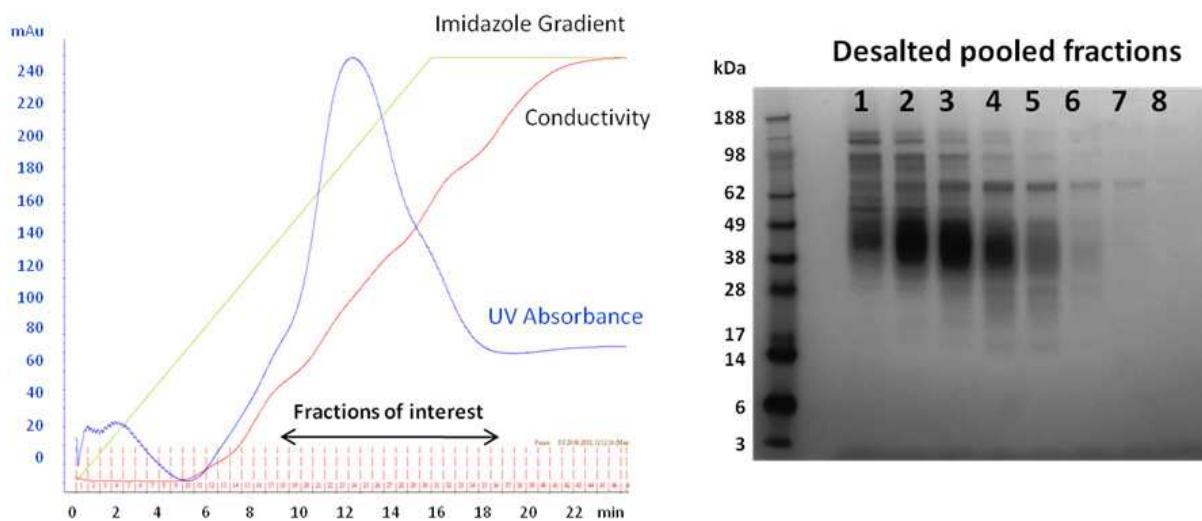 mAu
Imidazole Gradient
240
220
200
180
160
140
120
100
80
60
40
20
0
Conductivity
UV Absorbance
Fractions of interest
0 2 4 6 8 10 12 14 16 18 20 22 min
Desalted pooled fractions
kDa
1 2 3 4 5 6 7 8
188
98
62
49
38
28
17
14
6
3